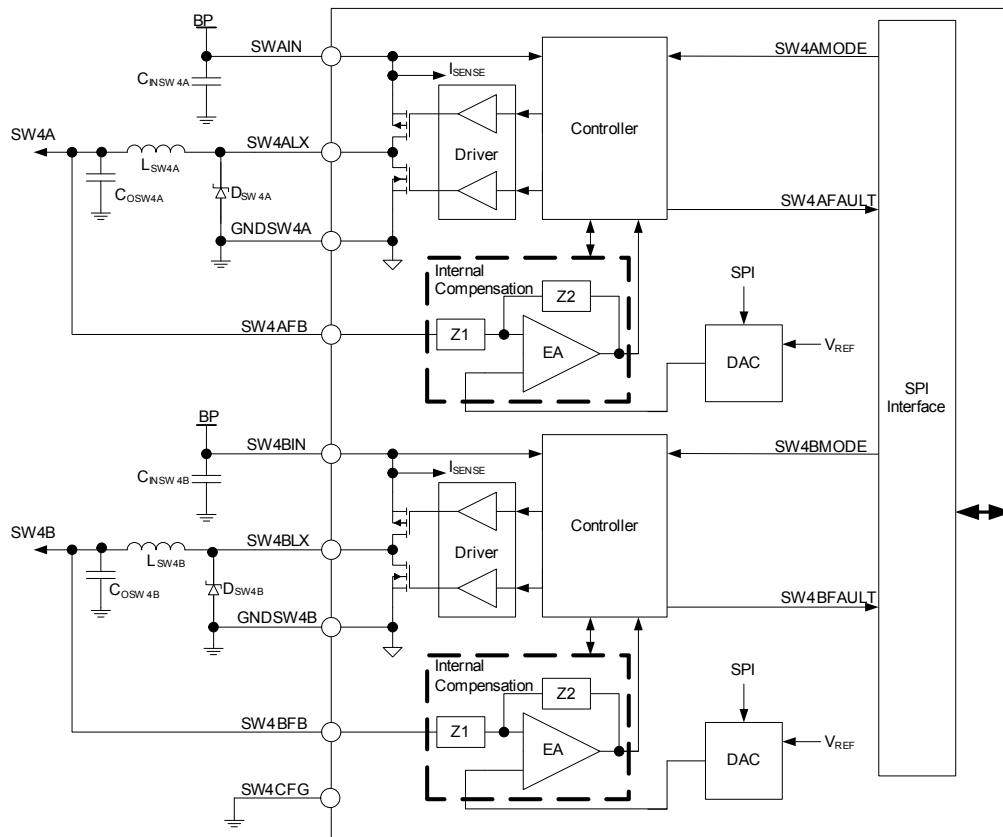 BP
SWAIN
SW4AMODE
CINSW4A
ISENSE
Controller
SW4A
SW4ALX
LSW4A
Driver
COSW4A
DSW4A
SW4AFAULT
GNDSW4A
Internal
Compensation
SPI
Z2
SW4AFB
Z1
EA
DAC
VREF
SPI
Interface
BP
SW4BIN
SW4BMODE
CINSW4B
ISENSE
Controller
SW4B
SW4BLX
LSW4B
Driver
COSW4B
DSW4B
SW4BFAULT
GNDSW4B
Internal
Compensation
SPI
Z2
SW4BFB
Z1
EA
DAC
VREF
SW4CFG